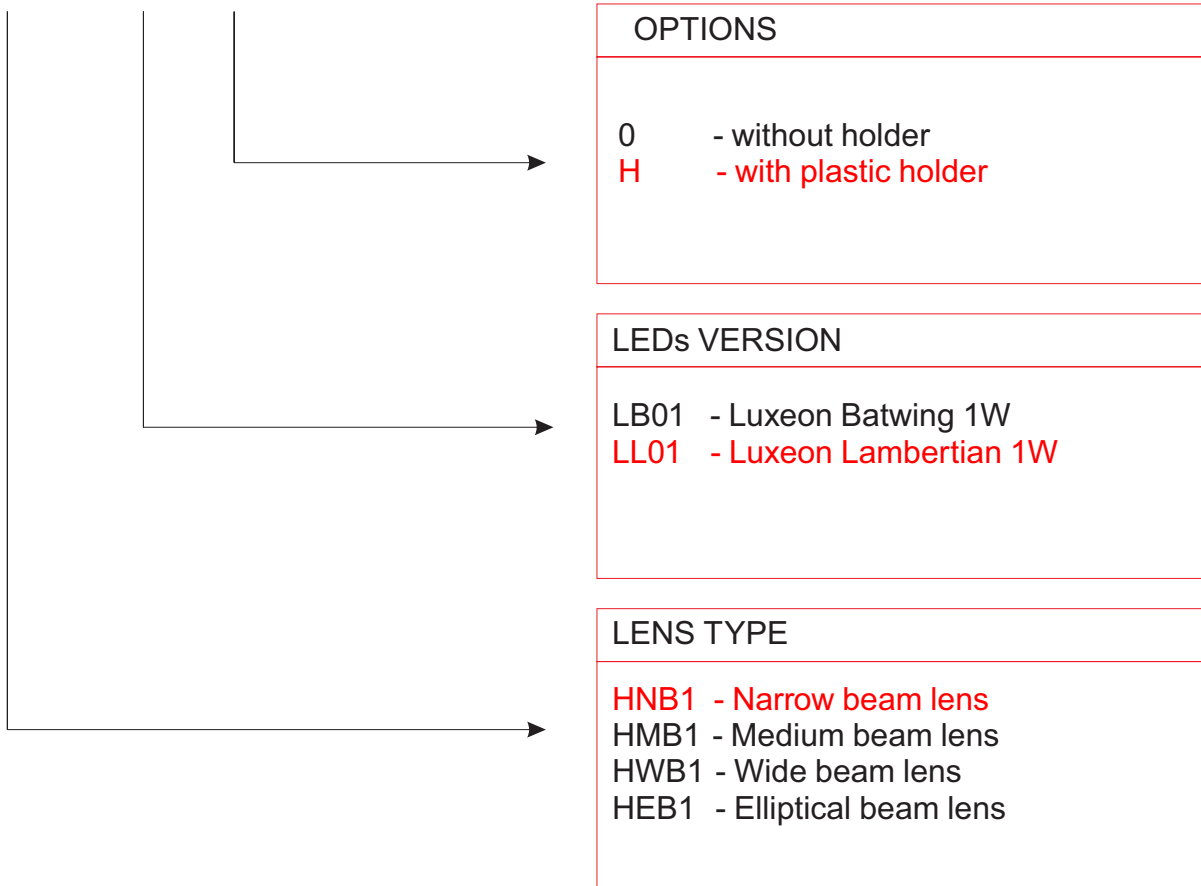 OPTIONS
0 - without holder
H - with plastic holder
LEDs VERSION
LB01 - Luxeon Batwing 1W
LL01 - Luxeon Lambertian 1W
LENS TYPE
HNB1 - Narrow beam lens
HMB1 - Medium beam lens
HWB1 - Wide beam lens
HEB1 - Elliptical beam lens